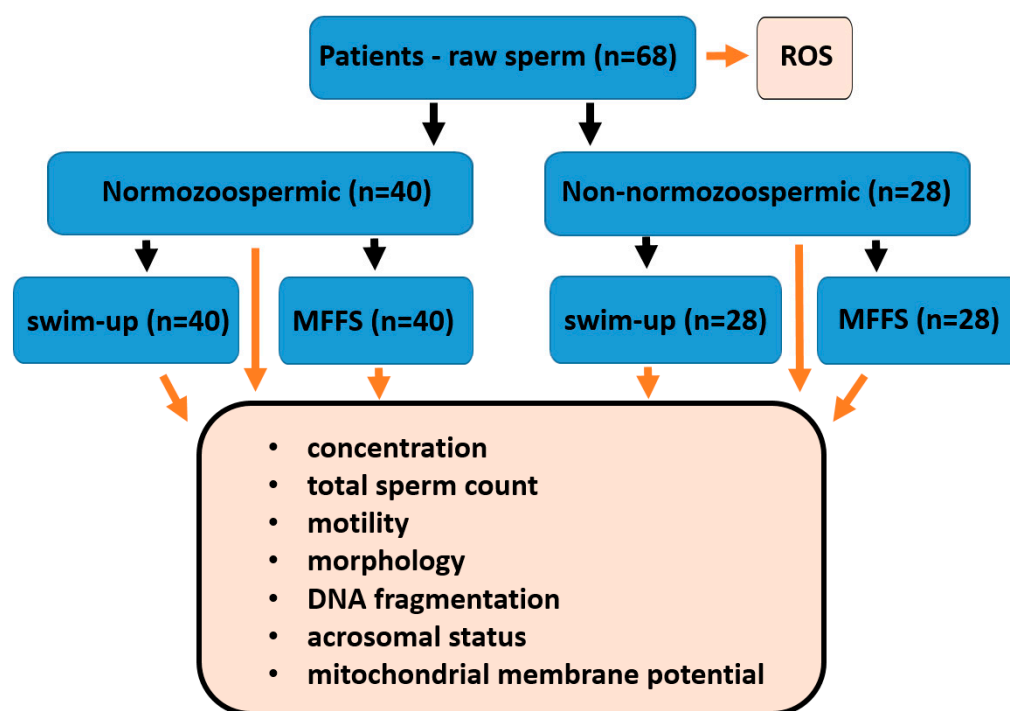 Patients - raw sperm (n=68)
ROS
Normozoospermic (n=40)
Non-normozoospermic (n=28)
swim-up (n=40)
MFFS (n=40)
swim-up (n=28)
MFFS (n=28)
• concentration
• total sperm count
• motility
• morphology
• DNA fragmentation
• acrosomal status
• mitochondrial membrane potential